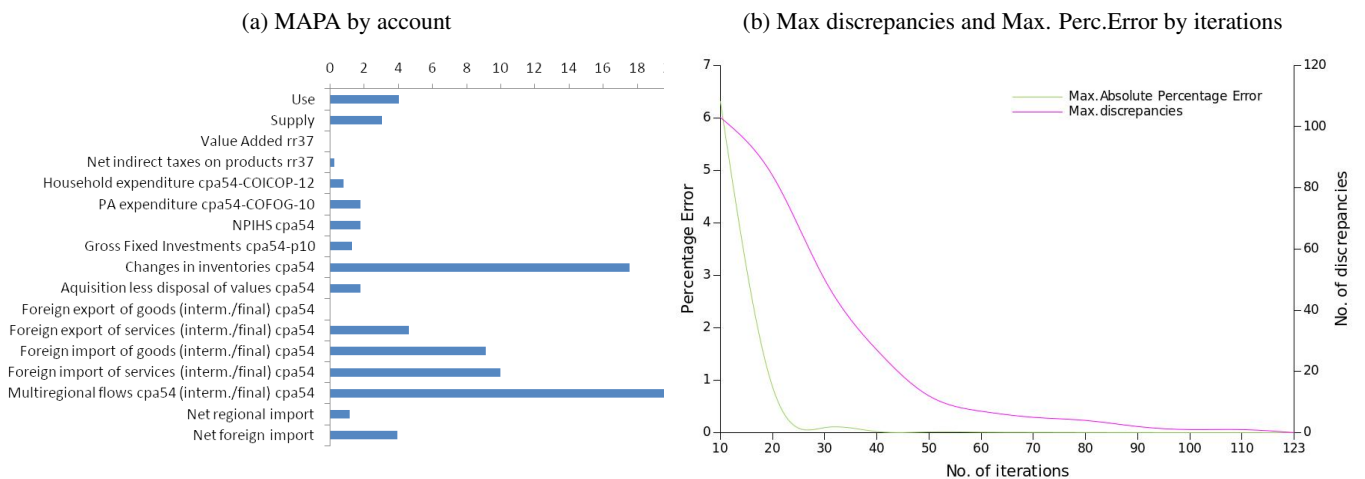 (a) MAPA by account
0 2 4 6 8 10 12 14 16 18
Use
Supply
Value Added rr37
Net indirect taxes on products rr37
Household expenditure cpa54-COICOP-12
PA expenditure cpa54-COFOG-10
NPIHS cpa54
Gross Fixed Investments cpa54-p10
Changes in inventories cpa54
Aquisition less disposal of values cpa54
Foreign export of goods (interm./final) cpa54
Foreign export of services (interm./final) cpa54
Foreign import of goods (interm./final) cpa54
Foreign import of services (interm./final) cpa54
Multiregional flows cpa54 (interm./final) cpa54
Net regional import
Net foreign import
(b) Max discrepancies and Max. Perc.Error by iterations
Percentage Error
7
6
5
4
3
2
1
0
Max.Absolute Percentage Error
Max.discrepancies
120
100
80
60
40
20
0
No. of discrepancies
10 20 30 40 50 60 70 80 90 100 110 123
No. of iterations